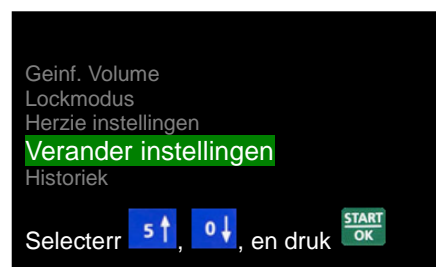 Geinf. Volume
Lockmodus
Herzie instellingen
Verander instellingen
Historiek
Selecterr 5↑, 0↓, en druk START OK